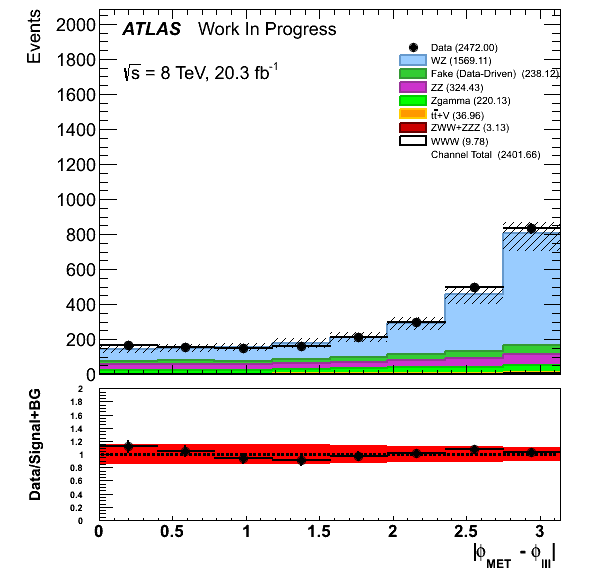 Events
2000
1800
1600
1400
1200
1000
800
600
400
200
0
ATLAS Work In Progress
√s = 8 TeV, 20.3 fb⁻¹
Data (2472.00)
WZ (1569.11)
Fake (Data-Driven) (238.12)
ZZ (324.43)
Zgamma (220.13)
tt̄+V (36.96)
ZWW+ZZZ (3.13)
WWW (9.78)
Channel Total (2401.66)
Data/Signal+BG
2
1.8
1.6
1.4
1.2
1
0.8
0.6
0.4
0.2
0
0 0.5 1 1.5 2 2.5 3
|ϕ_MET - ϕ_lll|